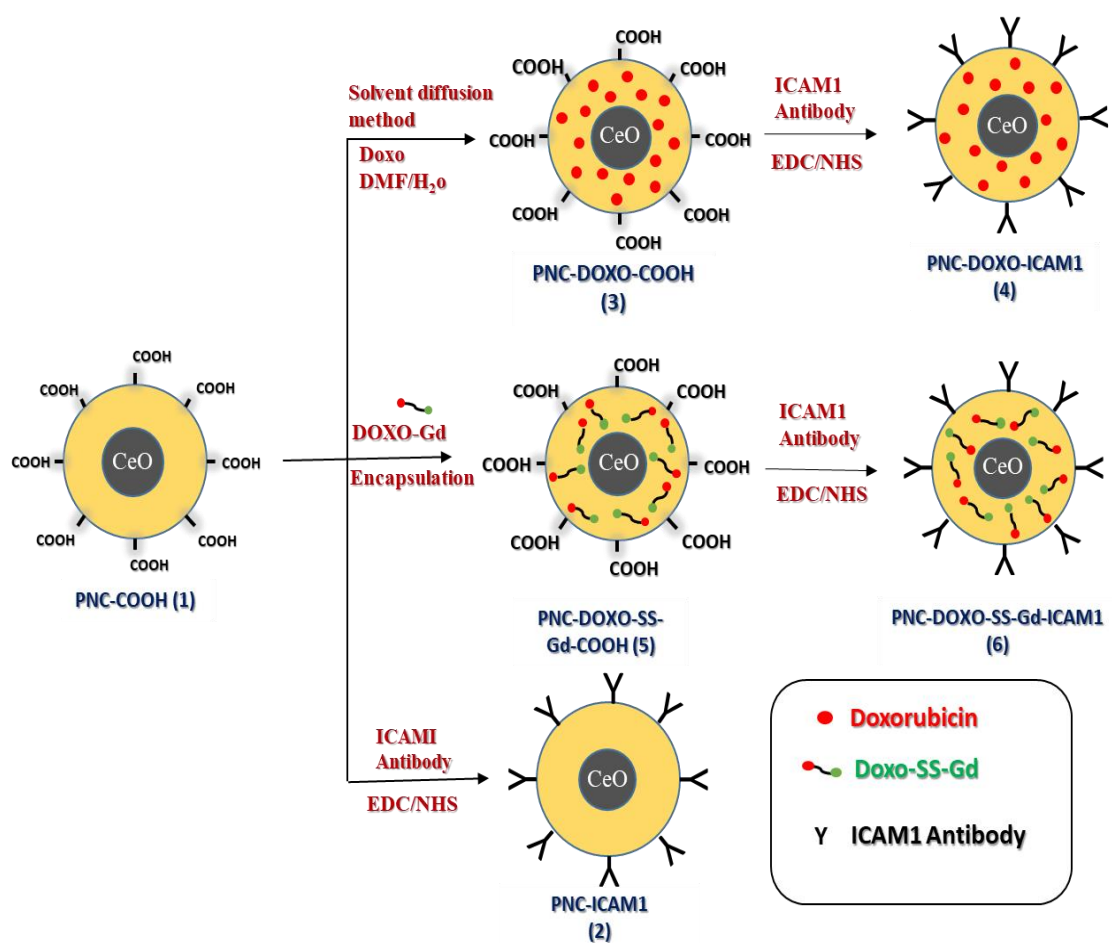 Solvent diffusion
method
Doxo
DMF/H₂o
COOH
COOH
COOH
COOH
COOH
COOH
COOH
COOH
CeO
PNC-DOXO-COOH
(3)
ICAM1
Antibody
EDC/NHS
CeO
PNC-DOXO-ICAM1
(4)
COOH
COOH
COOH
COOH
COOH
COOH
COOH
COOH
CeO
PNC-COOH (1)
DOXO-Gd
Encapsulation
COOH
COOH
COOH
COOH
COOH
COOH
COOH
COOH
CeO
PNC-DOXO-SS-
Gd-COOH (5)
ICAM1
Antibody
EDC/NHS
CeO
PNC-DOXO-SS-Gd-ICAM1
(6)
ICAMI
Antibody
EDC/NHS
CeO
PNC-ICAM1
(2)
Doxorubicin
Doxo-SS-Gd
ICAM1 Antibody